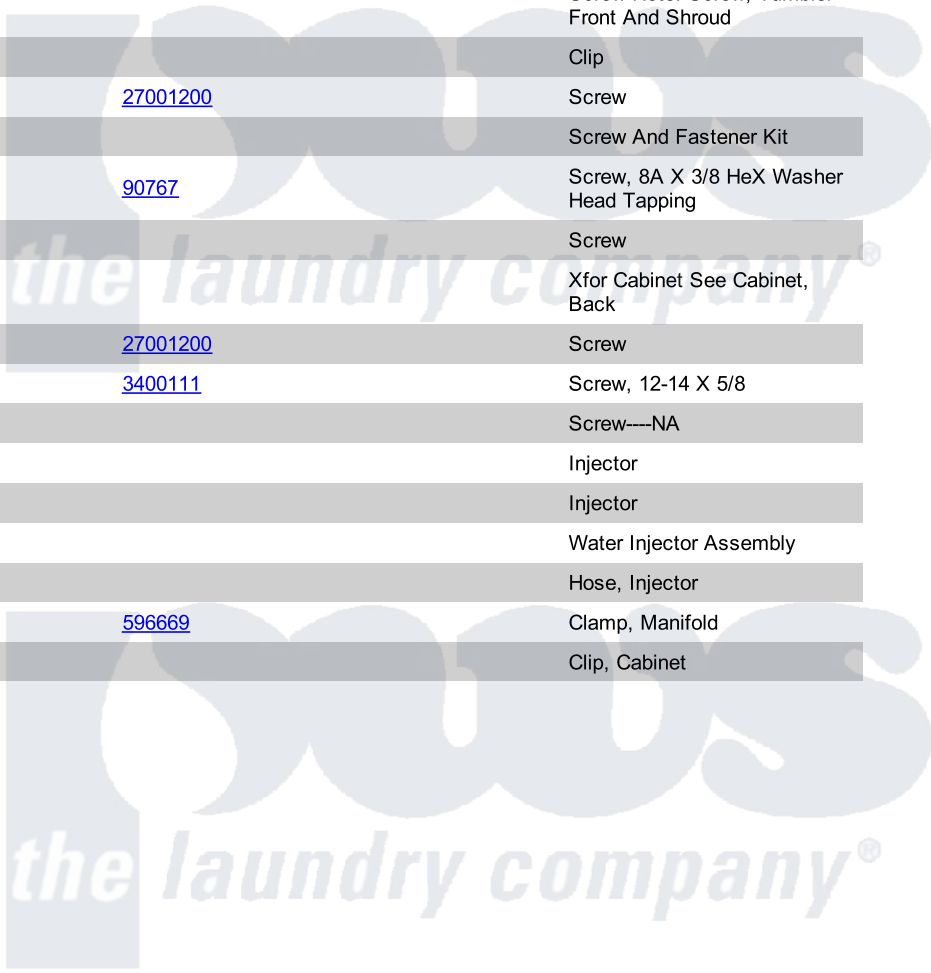 Front And Shroud
Clip
27001200 Screw
Screw And Fastener Kit
90767 Screw, 8A X 3/8 HeX Washer
Head Tapping
Screw
Xfor Cabinet See Cabinet,
Back
27001200 Screw
3400111 Screw, 12-14 X 5/8
Screw----NA
Injector
Injector
Water Injector Assembly
Hose, Injector
596669 Clamp, Manifold
Clip, Cabinet
pws
the laundry company®
pws
the laundry company®